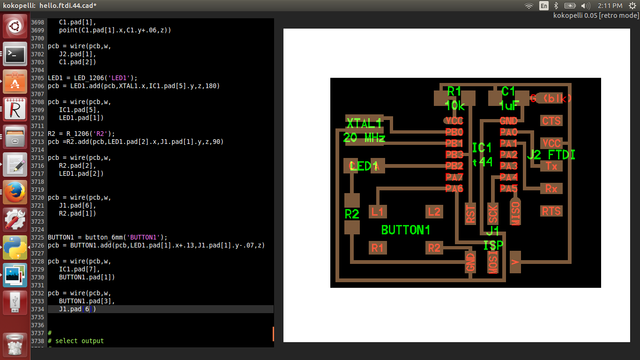 kokopelli: hello.ftdi.44.cad*
En
2:11 PM
kokopelli 0.05 [retro mode]
3698 C1.pad[1],
3699 point(C1.pad[1].x,C1.y+.06,z))
3700
3701 pcb = wire(pcb,w,
3702 J2.pad[1],
3703 C1.pad[2])
3704
3705 LED1 = LED_1206('LED1');
3706 pcb = LED1.add(pcb,XTAL1.x,IC1.pad[5].y,z,180)
3707
3708 pcb = wire(pcb,w,
3709 IC1.pad[5],
3710 LED1.pad[1])
3711
3712 R2 = R_1206('R2');
3713 pcb =R2.add(pcb,LED1.pad[2].x,J1.pad[1].y,z,90)
3714
3715 pcb = wire(pcb,w,
3716 R2.pad[2],
3717 LED1.pad[2])
3718
3719
3720 pcb = wire(pcb,w,
3721 J1.pad[6],
3722 R2.pad[1])
3723
3724
3725 BUTTON1 = button_6mm('BUTTON1');
3726 pcb = BUTTON1.add(pcb,LED1.pad[1].x+.13,J1.pad[1].y-.07,z)
3727
3728 pcb = wire(pcb,w,
3729 IC1.pad[7],
3730 BUTTON1.pad[1])
3731
3732 pcb = wire(pcb,w,
3733 BUTTON1.pad[3],
3734 J1.pad[6])
3735
3736
3737 #
3738 # select output
R1
10k
C1
1uF
(blk)
XTAL1
20 MHz
VCC
PB0
PB1
PB3
PB2
PA7
PA6
IC1
t44
GND
PA0
PA1
PA2
PA3
PA4
PA5
CTS
VCC
J2 FTDI
Tx
Rx
RTS
LED1
R2
L1
L2
BUTTON1
R1
R2
RST
SCK
MISO
J1
ISP
GND
MOSI
V